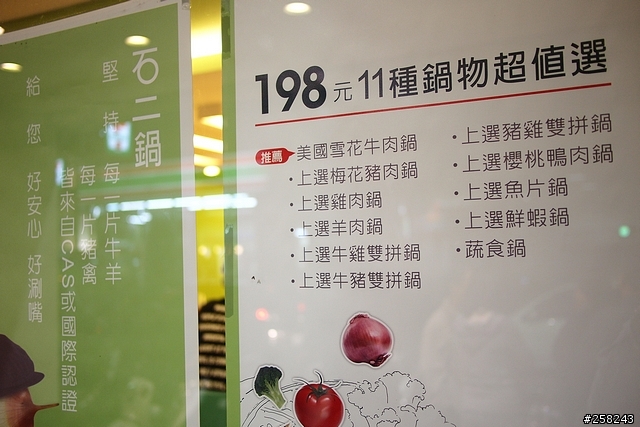 石二鍋
堅持
每一片牛羊
每一片豬禽
皆來自CAS或國際認證
給您 好安心 好涮嘴
198元 11種鍋物超值選
推薦 美國雪花牛肉鍋
・上選梅花豬肉鍋
・上選雞肉鍋
・上選羊肉鍋
・上選牛雞雙拼鍋
・上選牛豬雙拼鍋
・上選豬雞雙拼鍋
・上選櫻桃鴨肉鍋
・上選魚片鍋
・上選鮮蝦鍋
・蔬食鍋
#258243